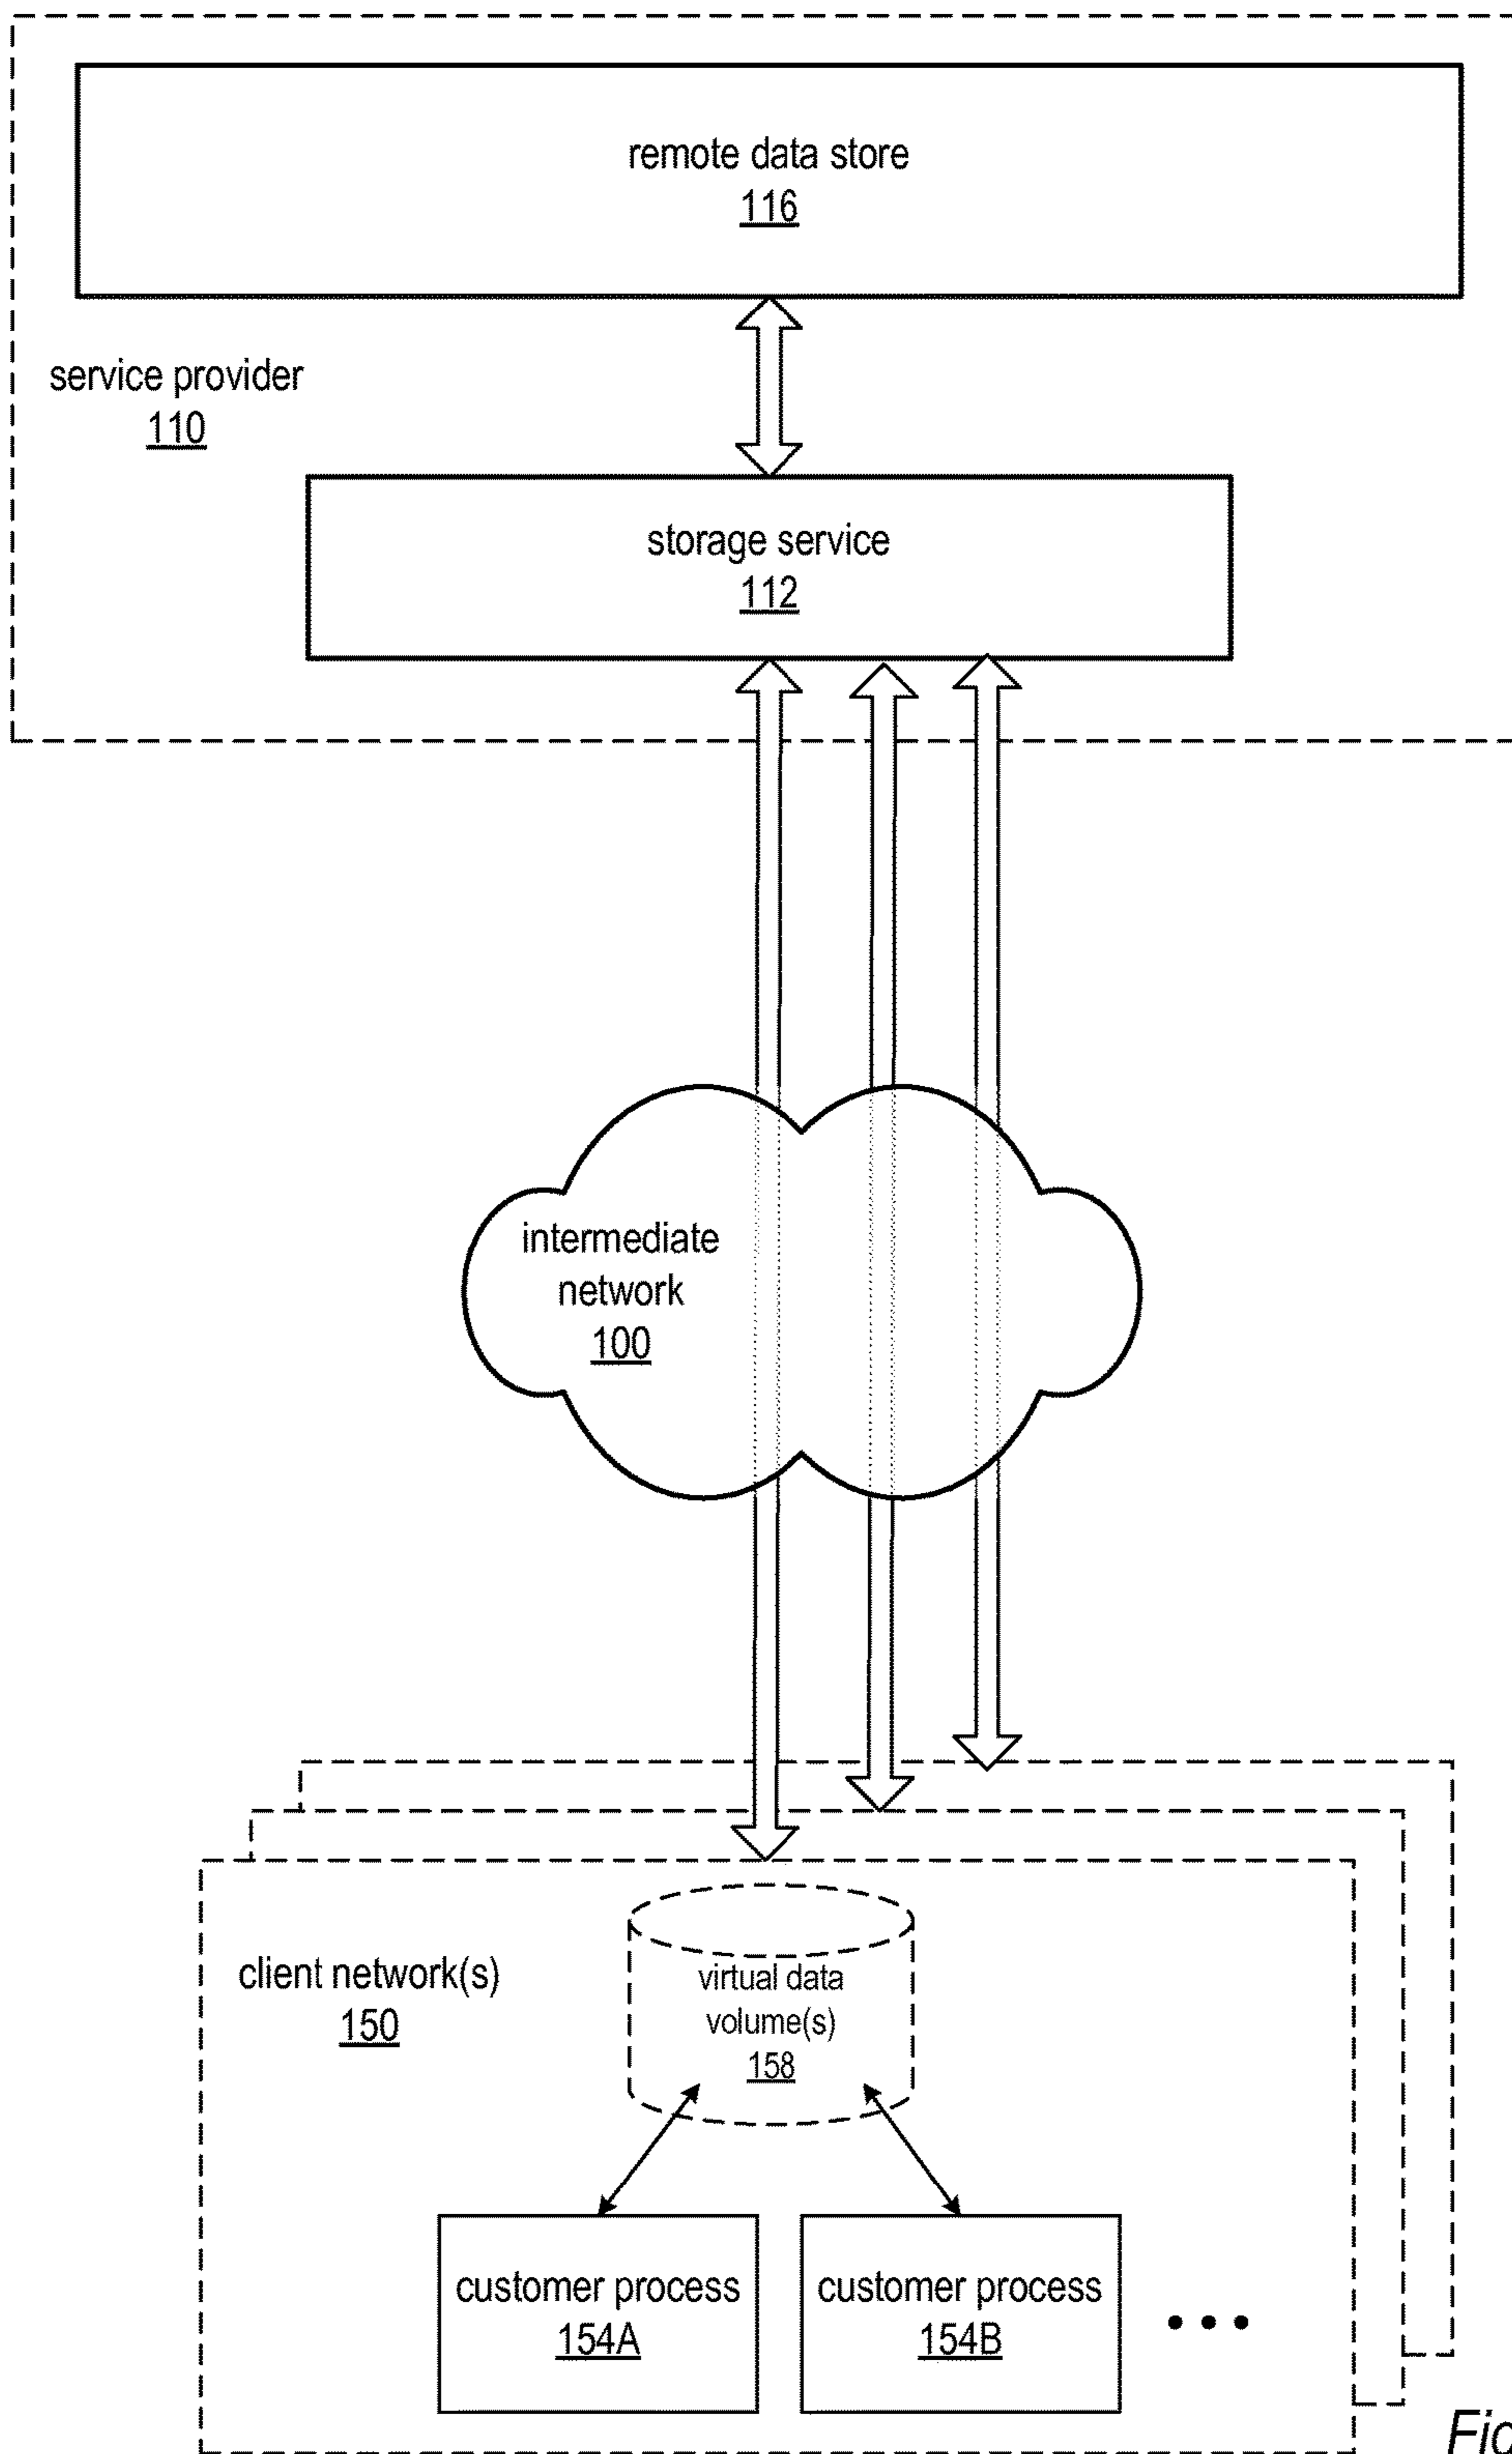 remote data store
116
service provider
110
storage service
112
intermediate
network
100
client network(s)
150
virtual data
volume(s)
158
customer process
154A
customer process
154B